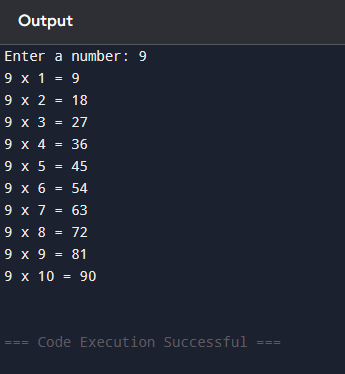 Output
Enter a number: 9
9 x 1 = 9
9 x 2 = 18
9 x 3 = 27
9 x 4 = 36
9 x 5 = 45
9 x 6 = 54
9 x 7 = 63
9 x 8 = 72
9 x 9 = 81
9 x 10 = 90
=== Code Execution Successful ===